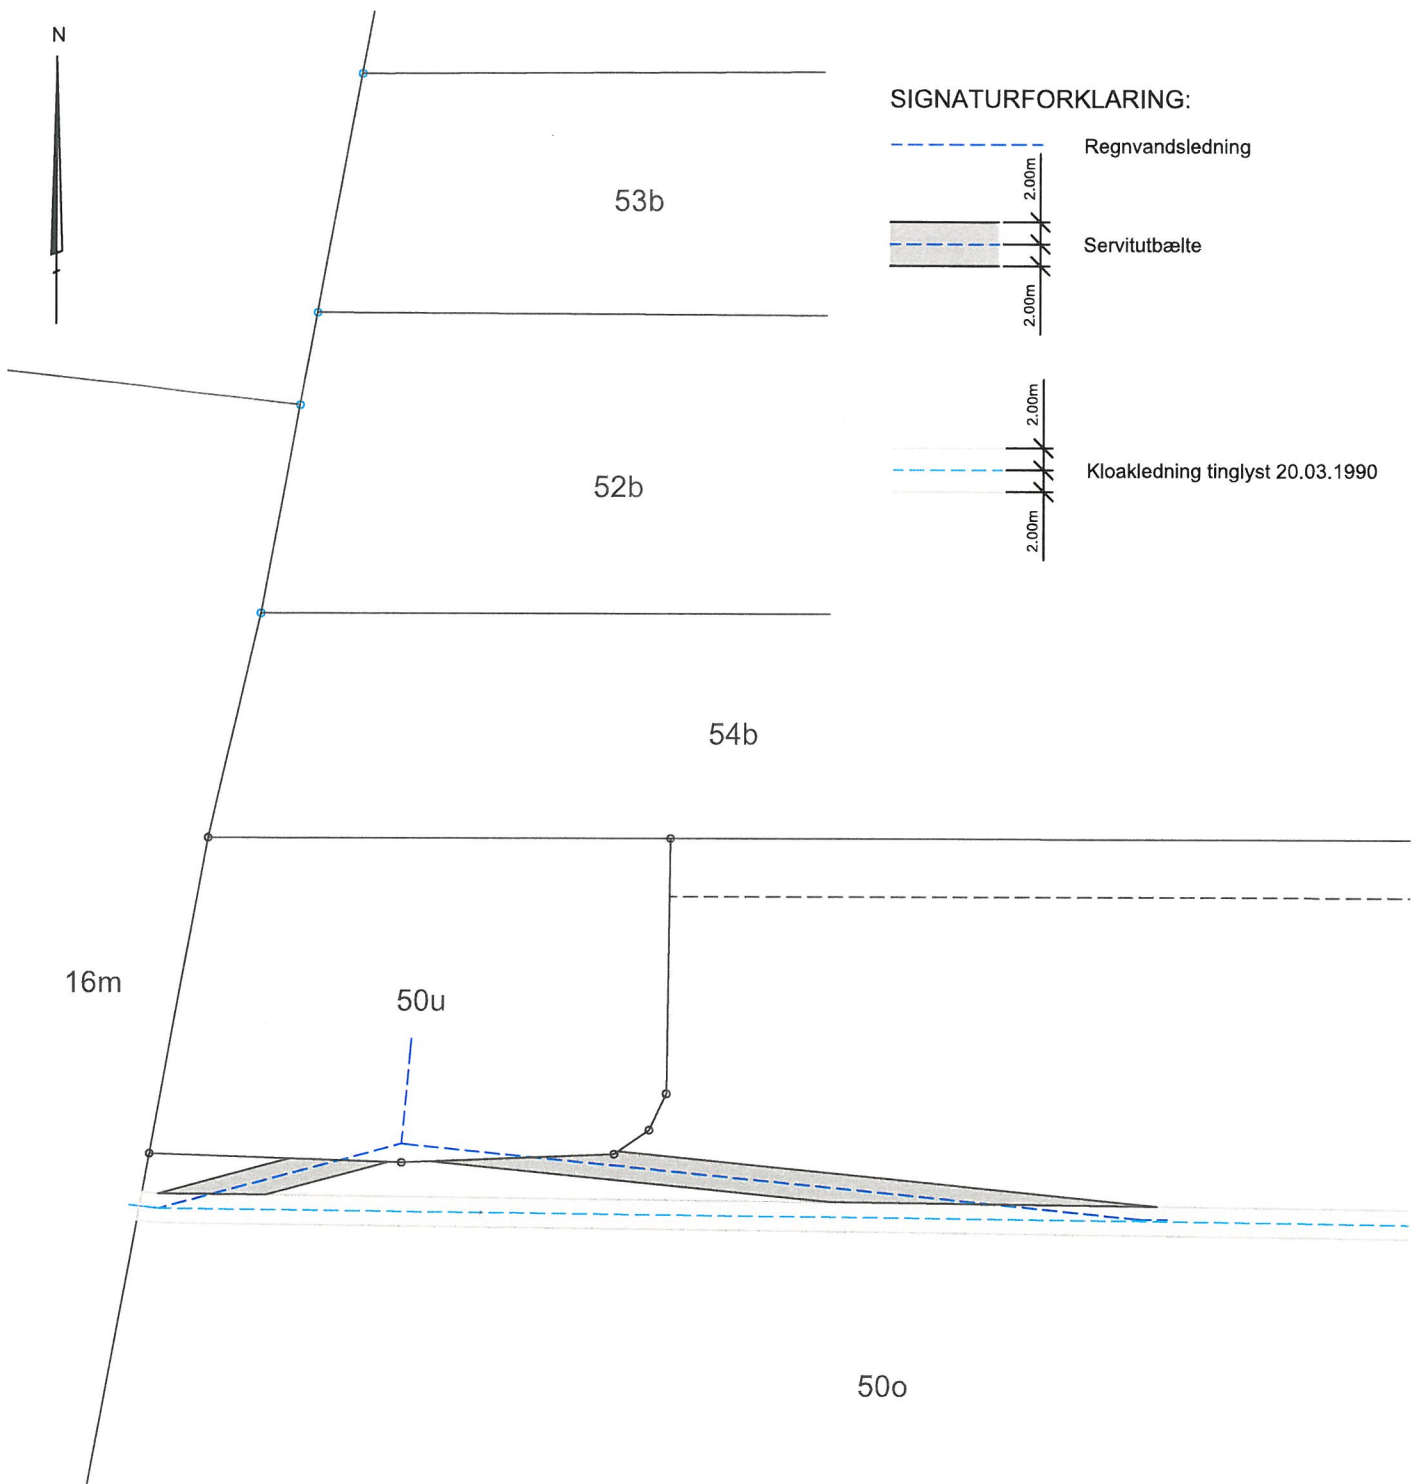 N
SIGNATURFORKLARING:
Regnvandsledning
2.00m
Servitutbælte
2.00m
2.00m
Kloakledning tinglyst 20.03.1990
2.00m
53b
52b
54b
16m
50u
50o